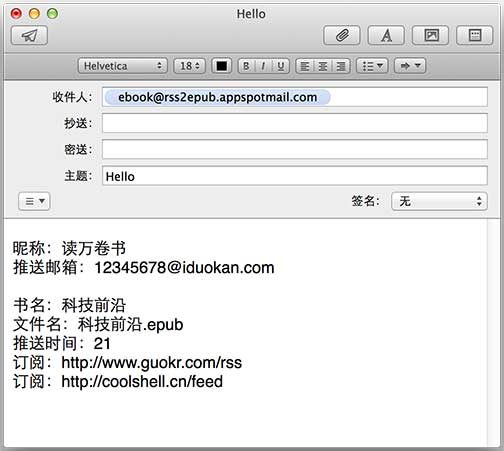 Hello
Helvetica 18 B I U
收件人: ebook@rss2epub.appspotmail.com
抄送:
密送:
主题: Hello
签名: 无
昵称：读万卷书
推送邮箱：12345678@iduokan.com
书名：科技前沿
文件名：科技前沿.epub
推送时间：21
订阅：http://www.guokr.com/rss
订阅：http://coolshell.cn/feed